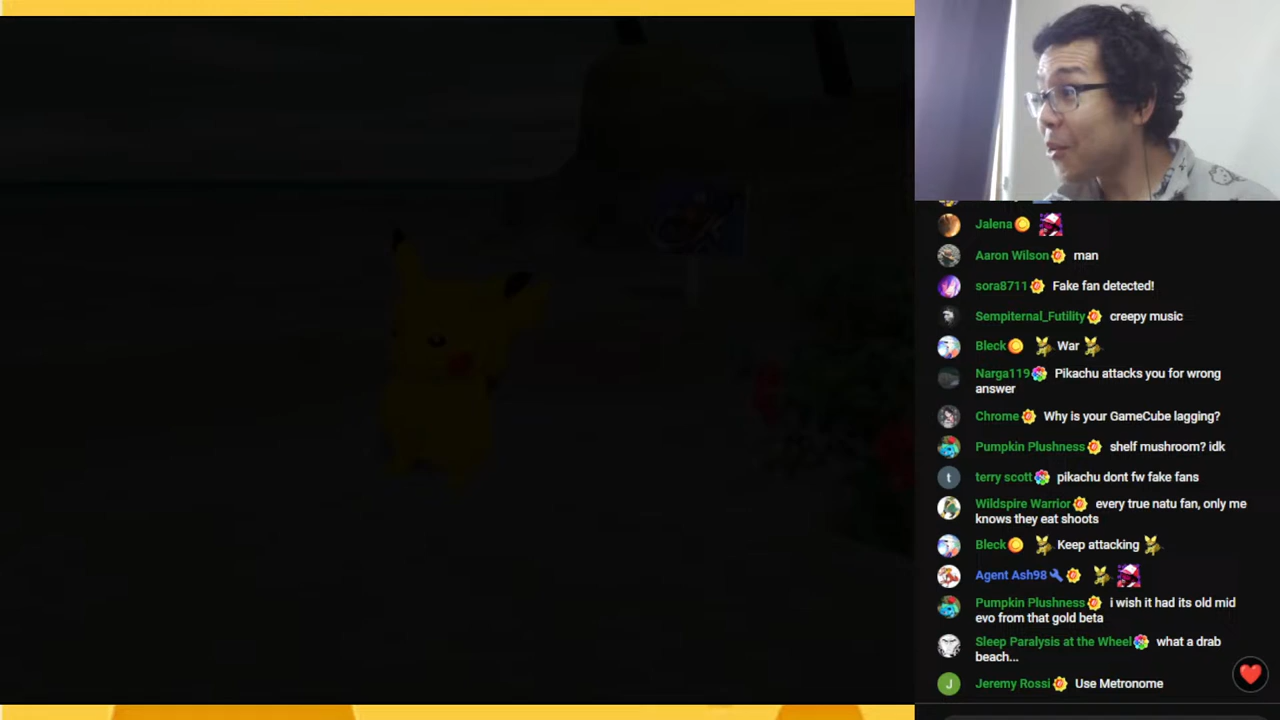 Jalena
Aaron Wilson man
sora8711 Fake fan detected!
Sempiternal_Futility creepy music
Bleck War
Narga119 Pikachu attacks you for wrong
answer
Chrome Why is your GameCube lagging?
Pumpkin Plushness shelf mushroom? idk
t terry scott pikachu dont fw fake fans
Wildspire Warrior every true natu fan, only me
knows they eat shoots
Bleck Keep attacking
Agent Ash98
Pumpkin Plushness i wish it had its old mid
evo from that gold beta
Sleep Paralysis at the Wheel what a drab
beach...
J Jeremy Rossi Use Metronome